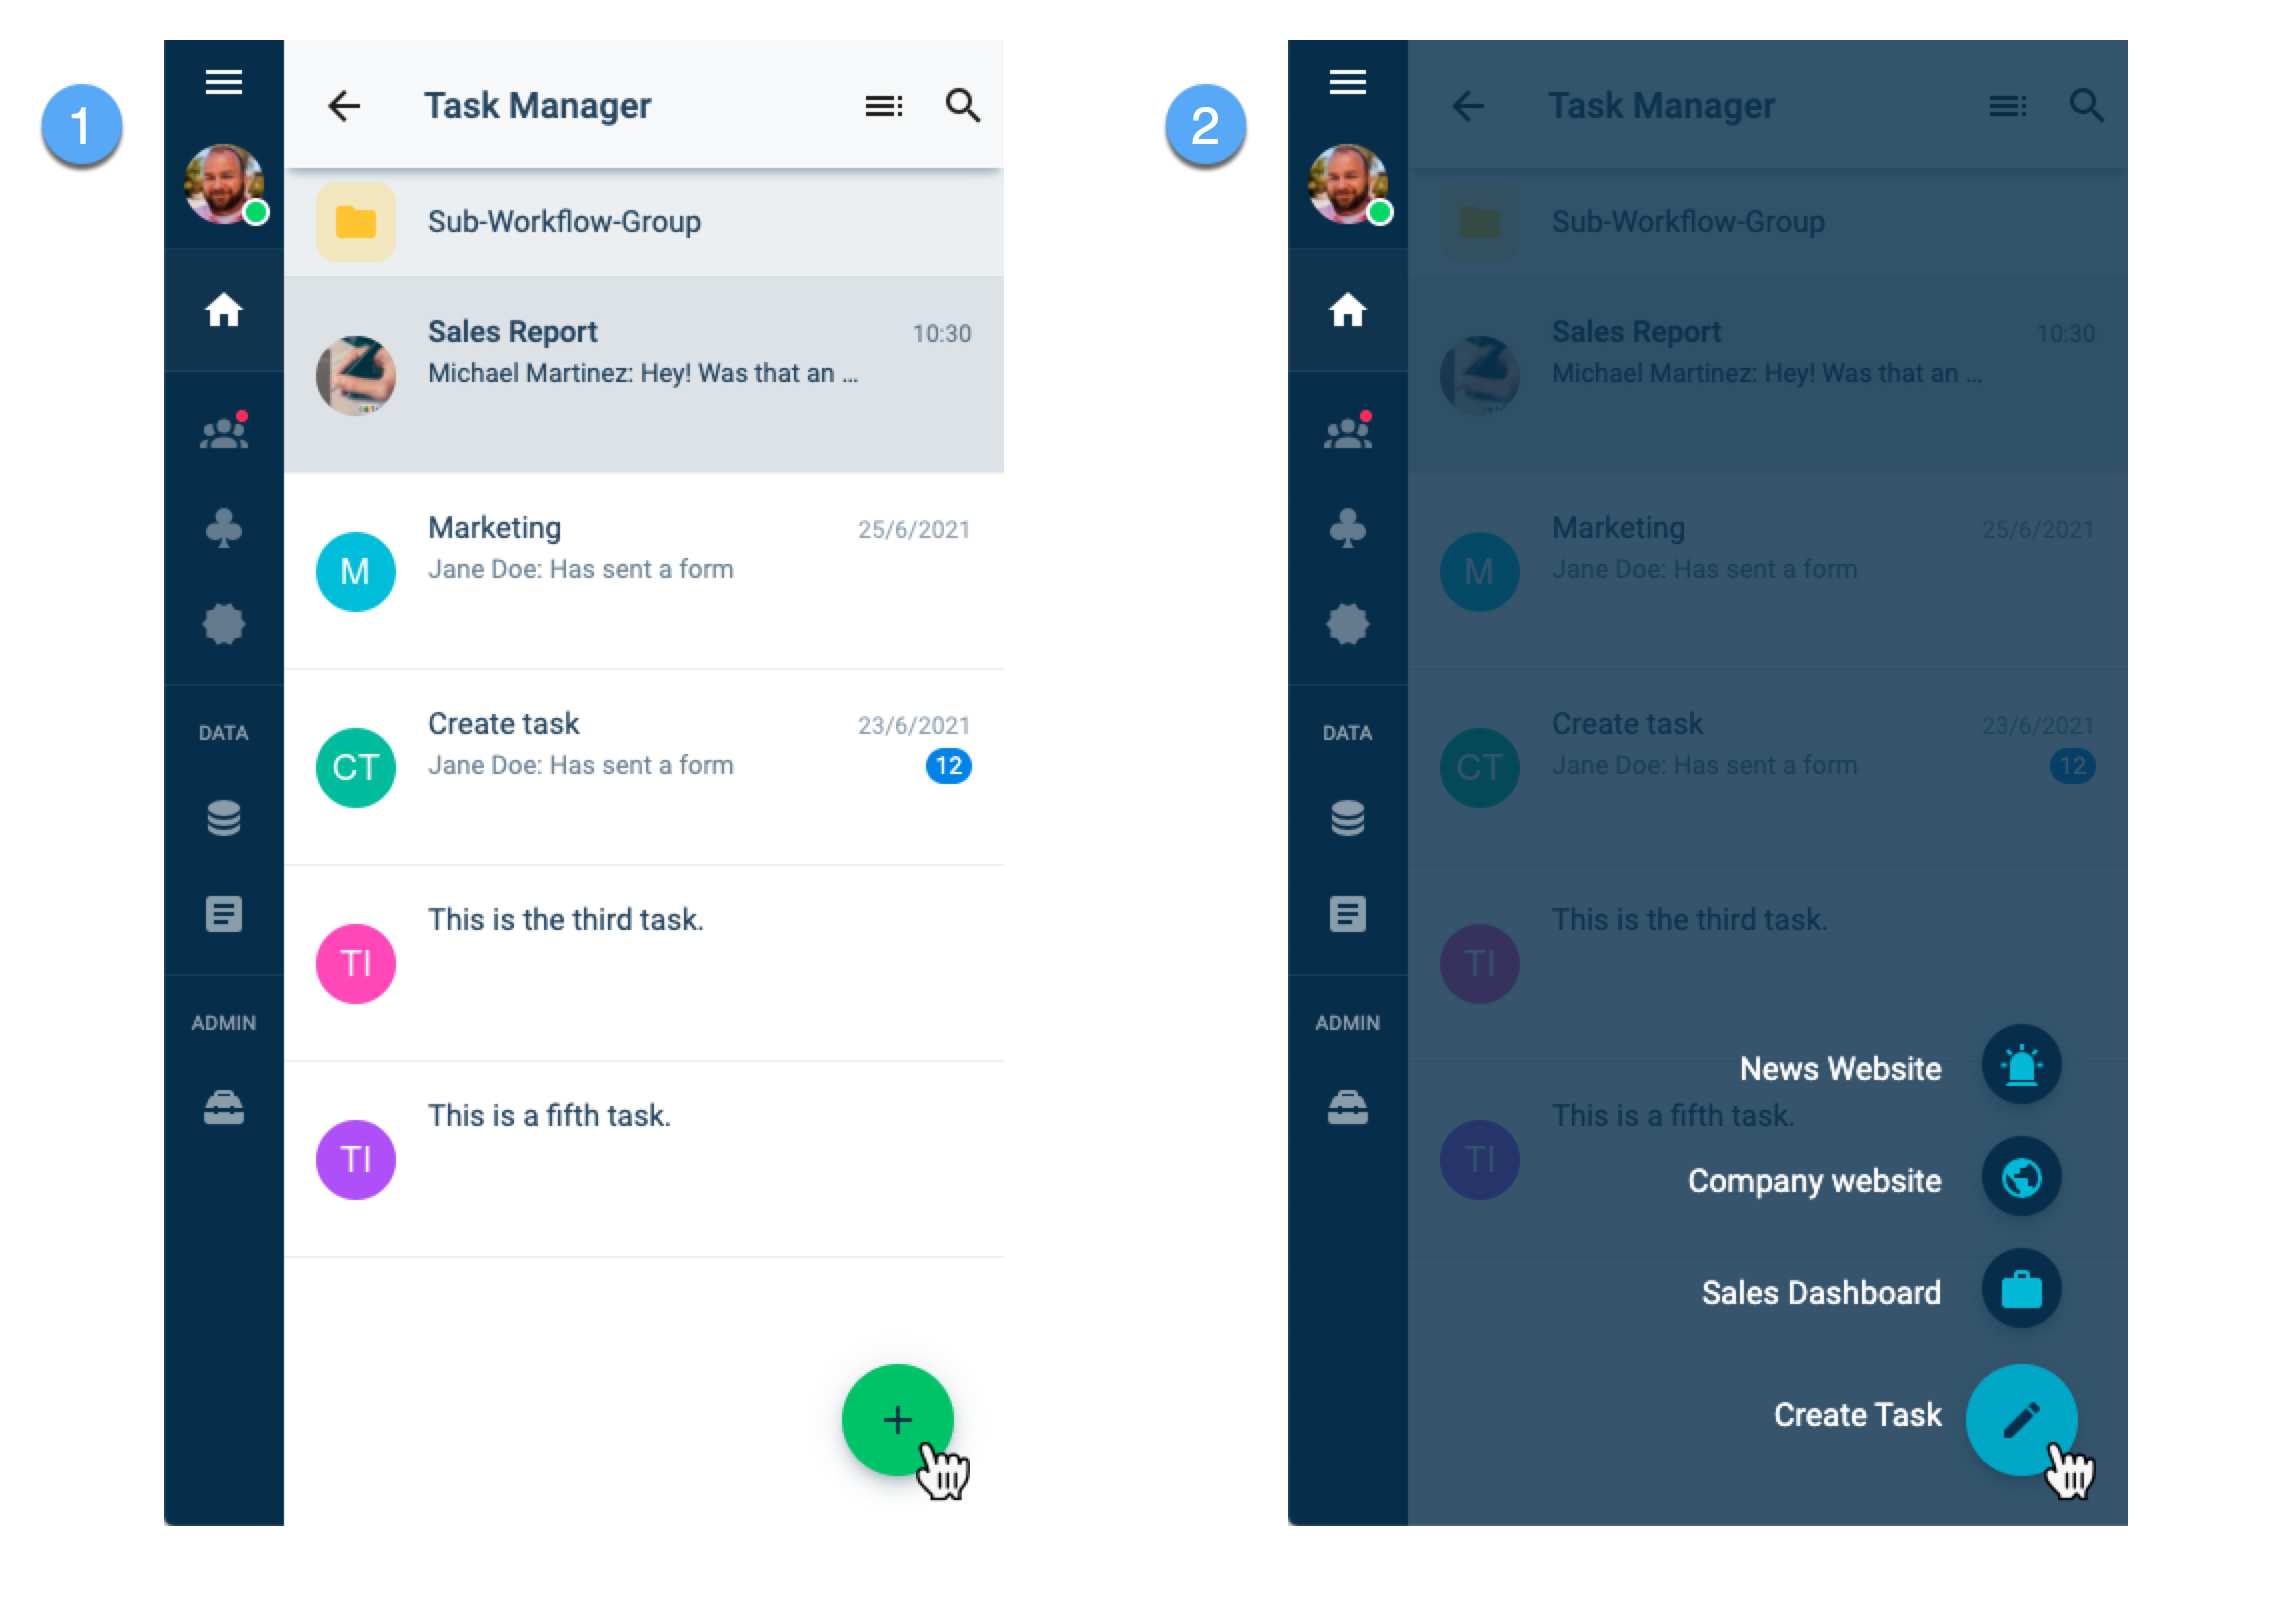 1
Task Manager
Sub-Workflow-Group
Sales Report 10:30
Michael Martinez: Hey! Was that an ...
Marketing 25/6/2021
M
Jane Doe: Has sent a form
Create task 23/6/2021
CT
Jane Doe: Has sent a form 12
This is the third task.
TI
This is a fifth task.
TI
DATA
ADMIN
2
Task Manager
Sub-Workflow-Group
Sales Report 10:30
Michael Martinez: Hey! Was that an ...
Marketing 25/6/2021
M
Jane Doe: Has sent a form
Create task 23/6/2021
CT
Jane Doe: Has sent a form 12
This is the third task.
TI
News Website
This is a fifth task.
TI
Company website
Sales Dashboard
Create Task
DATA
ADMIN